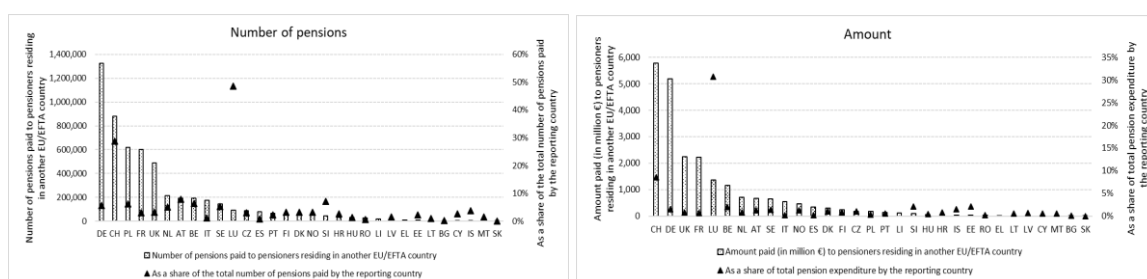 Number of pensions
Number of pensions paid to pensioners residing
in another EU/EFTA country
1,400,000
1,200,000
1,000,000
800,000
600,000
400,000
200,000
0
60%
50%
40%
30%
20%
10%
0%
As a share of the total number of pensions paid
by the reporting country
DE CH PL FR UK NL AT BE IT SE LU CZ ES PT FI DK NO SI HR HU RO LI LV EL EE LT BG CY IS MT SK
Number of pensions paid to pensioners residing in another EU/EFTA country
As a share of the total number of pensions paid by the reporting country
Amount
Amount paid (in million €) to pensioners
residing in another EU/EFTA country
6,000
5,000
4,000
3,000
2,000
1,000
0
35%
30%
25%
20%
15%
10%
5%
0%
As a share of total pension expenditure by
the reporting country
CH DE UK FR LU BE NL AT SE IT NO ES DK FI CZ PL PT LI SI HU HR IS EE RO EL LT LV CY MT BG SK
Amount paid (in million €) to pensioners residing in another EU/EFTA country
As a share of total pension expenditure by the reporting country